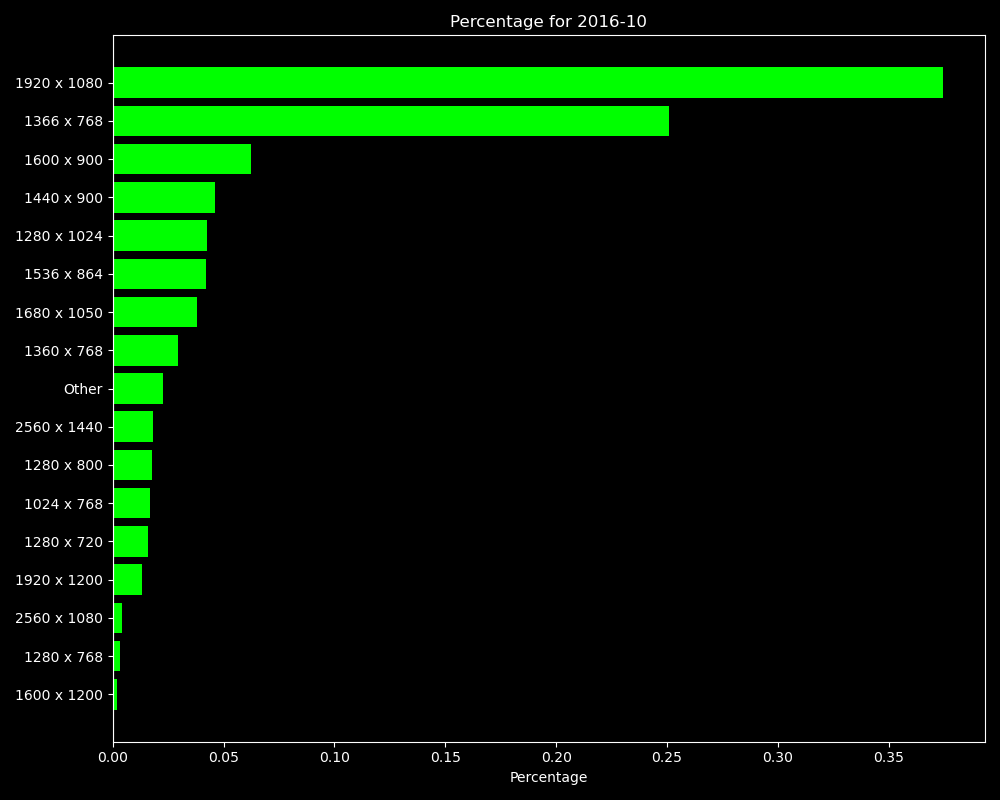 Percentage for 2016-10
1920 x 1080
1366 x 768
1600 x 900
1440 x 900
1280 x 1024
1536 x 864
1680 x 1050
1360 x 768
Other
2560 x 1440
1280 x 800
1024 x 768
1280 x 720
1920 x 1200
2560 x 1080
1280 x 768
1600 x 1200
0.00 0.05 0.10 0.15 0.20 0.25 0.30 0.35
Percentage